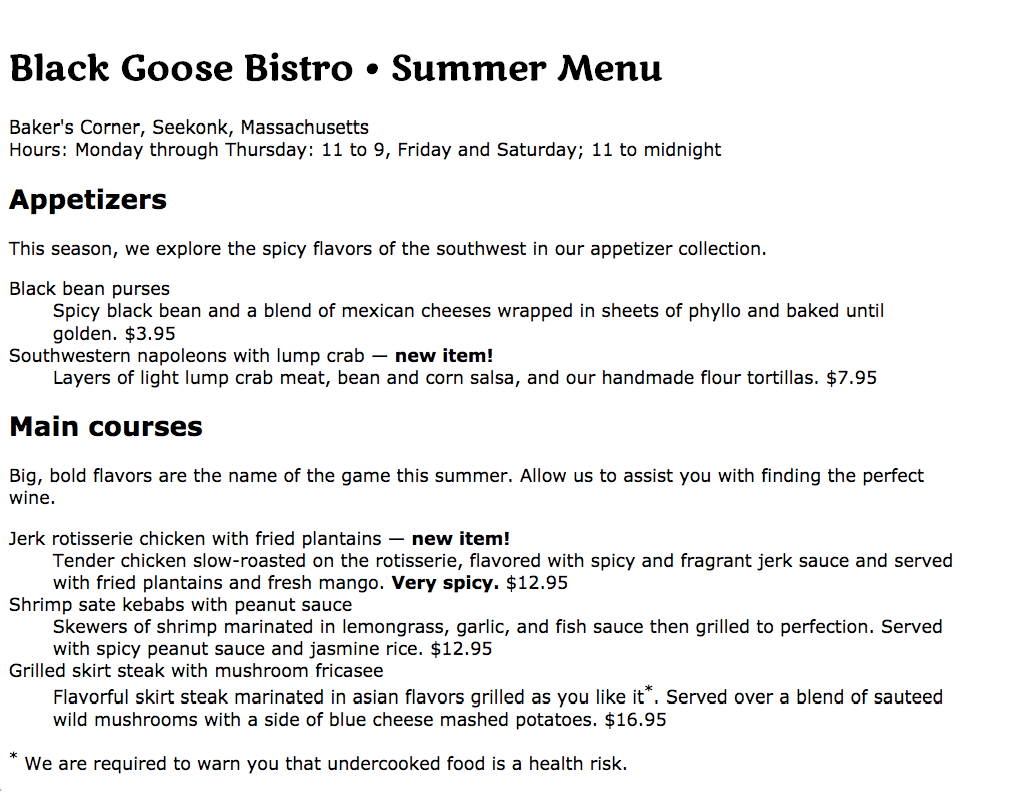 Black Goose Bistro • Summer Menu
Baker's Corner, Seekonk, Massachusetts
Hours: Monday through Thursday: 11 to 9, Friday and Saturday; 11 to midnight
Appetizers
This season, we explore the spicy flavors of the southwest in our appetizer collection.
Black bean purses
Spicy black bean and a blend of mexican cheeses wrapped in sheets of phyllo and baked until
golden. $3.95
Southwestern napoleons with lump crab — new item!
Layers of light lump crab meat, bean and corn salsa, and our handmade flour tortillas. $7.95
Main courses
Big, bold flavors are the name of the game this summer. Allow us to assist you with finding the perfect
wine.
Jerk rotisserie chicken with fried plantains — new item!
Tender chicken slow-roasted on the rotisserie, flavored with spicy and fragrant jerk sauce and served
with fried plantains and fresh mango. Very spicy. $12.95
Shrimp sate kebabs with peanut sauce
Skewers of shrimp marinated in lemongrass, garlic, and fish sauce then grilled to perfection. Served
with spicy peanut sauce and jasmine rice. $12.95
Grilled skirt steak with mushroom fricasee
Flavorful skirt steak marinated in asian flavors grilled as you like it*. Served over a blend of sauteed
wild mushrooms with a side of blue cheese mashed potatoes. $16.95
* We are required to warn you that undercooked food is a health risk.